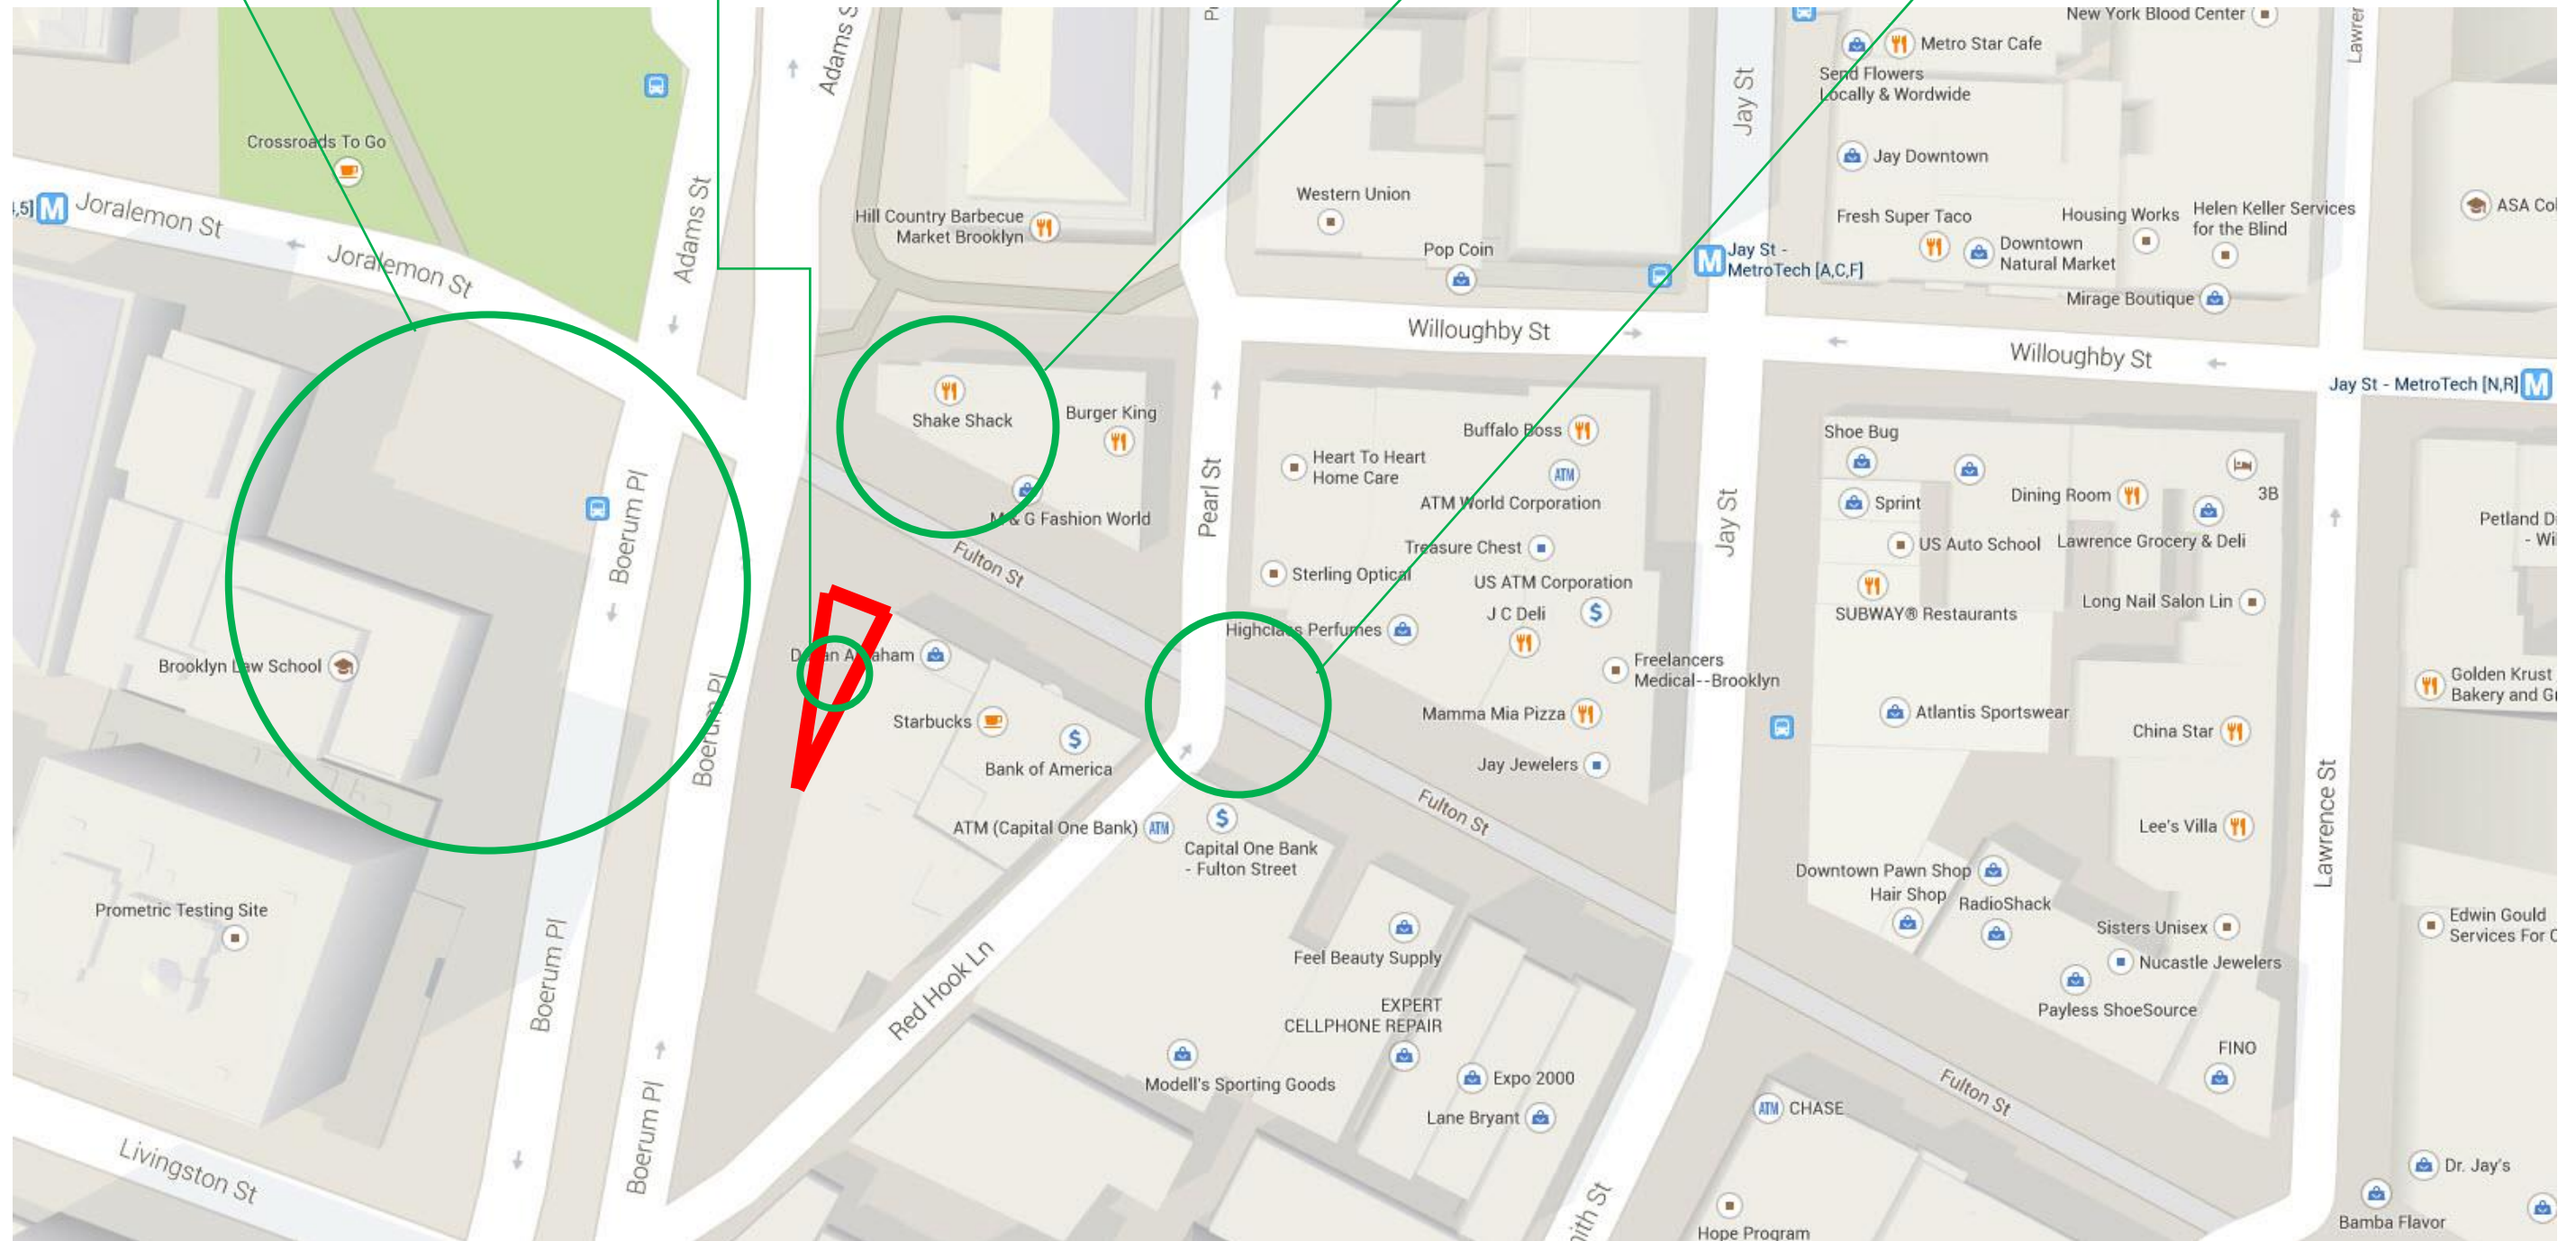 New York Blood Center
Metro Star Cafe
Send Flowers
Locally & Wordwide
Adams S
Jay St
Lawrer
Crossroads To Go
Jay Downtown
,5] M
Joralemon St
Joralemon St
Adams St
Hill Country Barbecue
Market Brooklyn
Western Union
Pop Coin
M Jay St -
MetroTech [A,C,F]
Fresh Super Taco
Downtown
Natural Market
Housing Works
Helen Keller Services
for the Blind
Mirage Boutique
ASA Col
Willoughby St
Willoughby St
Jay St - MetroTech [N,R] M
Shake Shack
Burger King
M & G Fashion World
Fulton St
Pearl St
Heart To Heart
Home Care
Buffalo Boss
ATM
ATM World Corporation
Treasure Chest
Sterling Optical
US ATM Corporation
J C Deli
Highclass Perfumes
Freelancers
Medical--Brooklyn
Mamma Mia Pizza
Jay Jewelers
Jay St
Shoe Bug
Sprint
Dining Room
3B
US Auto School
Lawrence Grocery & Deli
SUBWAY® Restaurants
Long Nail Salon Lin
Petland D
- Wi
Atlantis Sportswear
China Star
Golden Krust
Bakery and G
Lee's Villa
Brooklyn Law School
Boerum Pl
Boerum Pl
Starbucks
Bank of America
ATM (Capital One Bank) ATM
Capital One Bank
- Fulton Street
Fulton St
Lawrence St
Downtown Pawn Shop
Hair Shop
RadioShack
Sisters Unisex
Nucastle Jewelers
Payless ShoeSource
Edwin Gould
Services For C
FINO
Prometric Testing Site
Boerum Pl
Boerum Pl
Red Hook Ln
Feel Beauty Supply
EXPERT
CELLPHONE REPAIR
Modell's Sporting Goods
Expo 2000
Lane Bryant
ATM CHASE
Fulton St
Livingston St
ith St
Hope Program
Dr. Jay's
Bamba Flavor